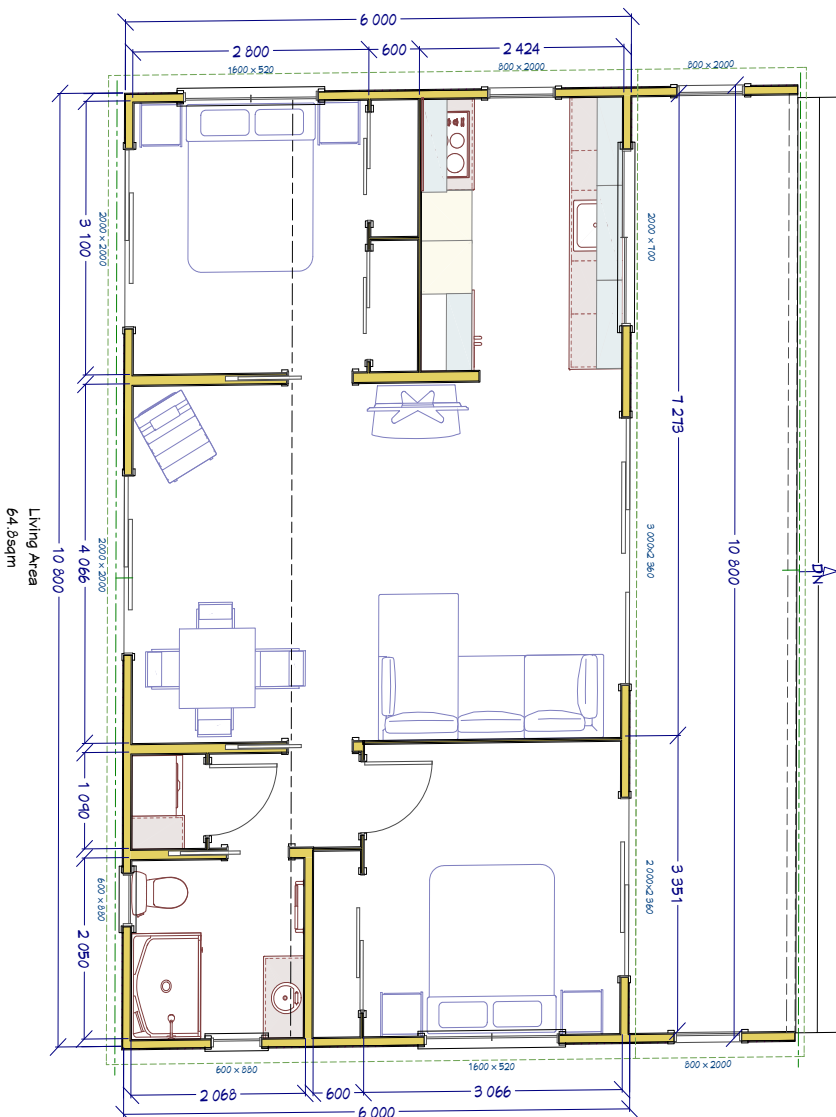 6 000
2 800
600
2 424
1600 x 520
800 x 2000
800 x 2000
3 100
2000 x 2000
2000 x 700
7 273
10 800
DN
Living Area
64.8sqm
10 800
4 066
2000 x 2000
3 000x2 360
1 090
2 050
600 x 880
3 351
2 000x2 360
600 x 880
1600 x 520
800 x 2000
2 068
600
3 066
6 000